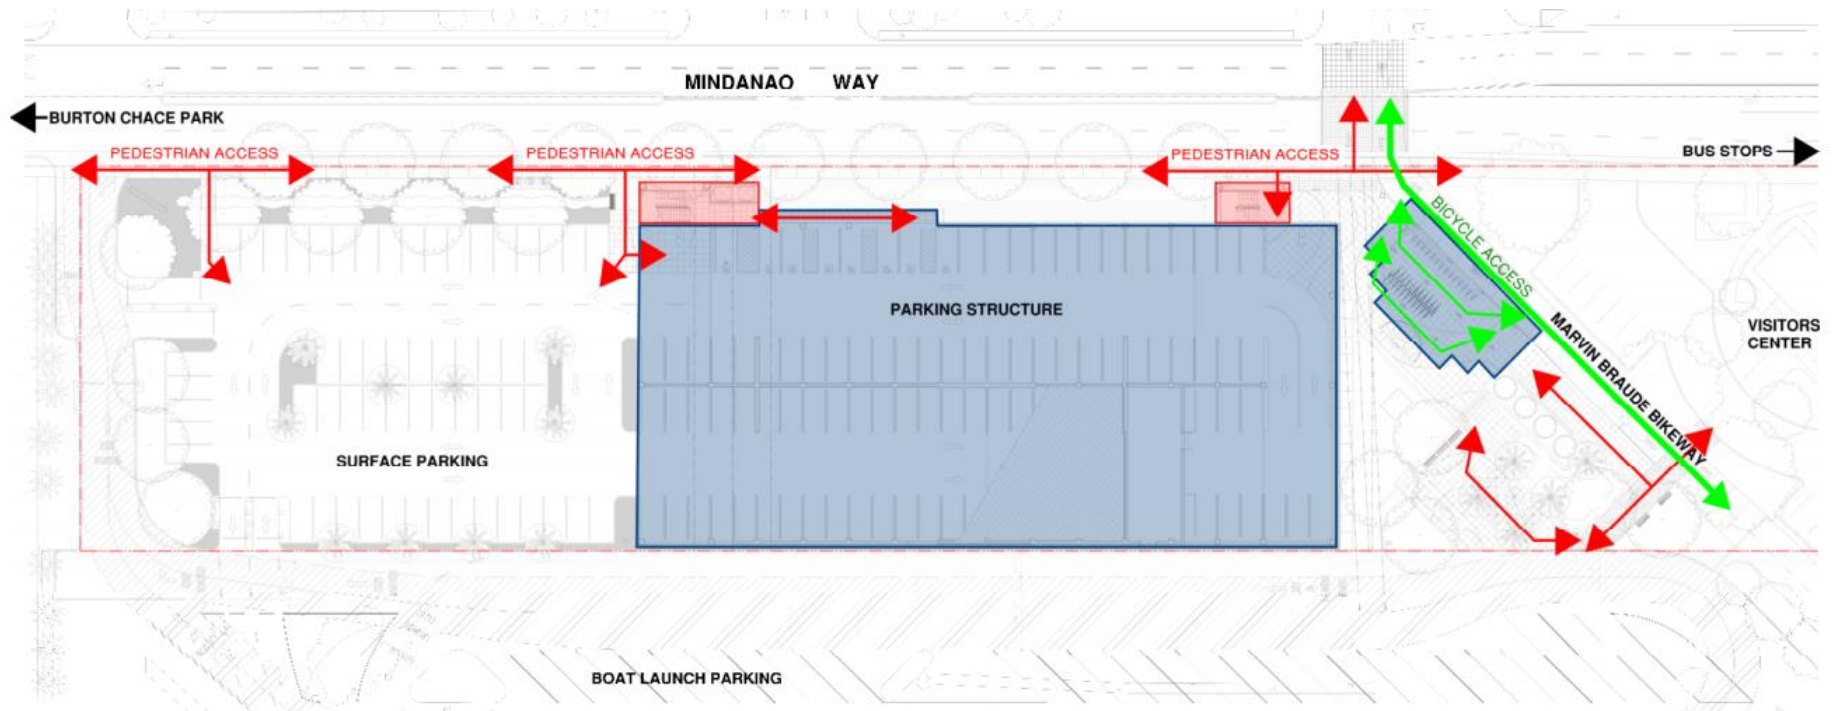 MINDANAO WAY
BURTON CHACE PARK
PEDESTRIAN ACCESS
PEDESTRIAN ACCESS
PEDESTRIAN ACCESS
BUS STOPS
BICYCLE ACCESS
PARKING STRUCTURE
MARVIN BRAUDE BIKEWAY
VISITORS
CENTER
SURFACE PARKING
BOAT LAUNCH PARKING